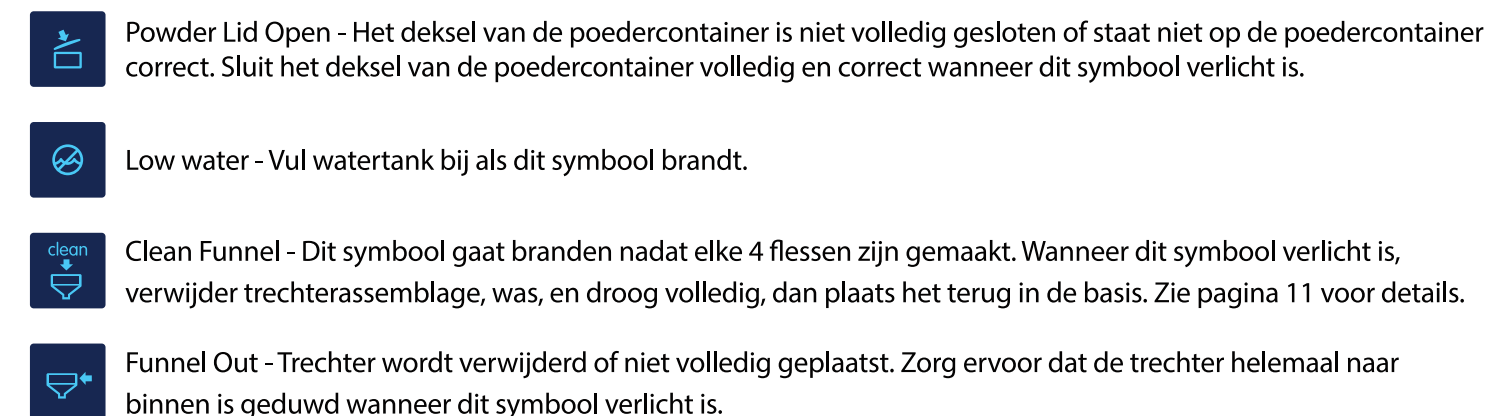 Powder Lid Open - Het deksel van de poedercontainer is niet volledig gesloten of staat niet op de poedercontainer
correct. Sluit het deksel van de poedercontainer volledig en correct wanneer dit symbool verlicht is.
Low water - Vul watertank bij als dit symbool brandt.
clean
Clean Funnel - Dit symbool gaat branden nadat elke 4 flessen zijn gemaakt. Wanneer dit symbool verlicht is,
verwijder trechterassemblage, was, en droog volledig, dan plaats het terug in de basis. Zie pagina 11 voor details.
Funnel Out - Trechter wordt verwijderd of niet volledig geplaatst. Zorg ervoor dat de trechter helemaal naar
binnen is geduwd wanneer dit symbool verlicht is.